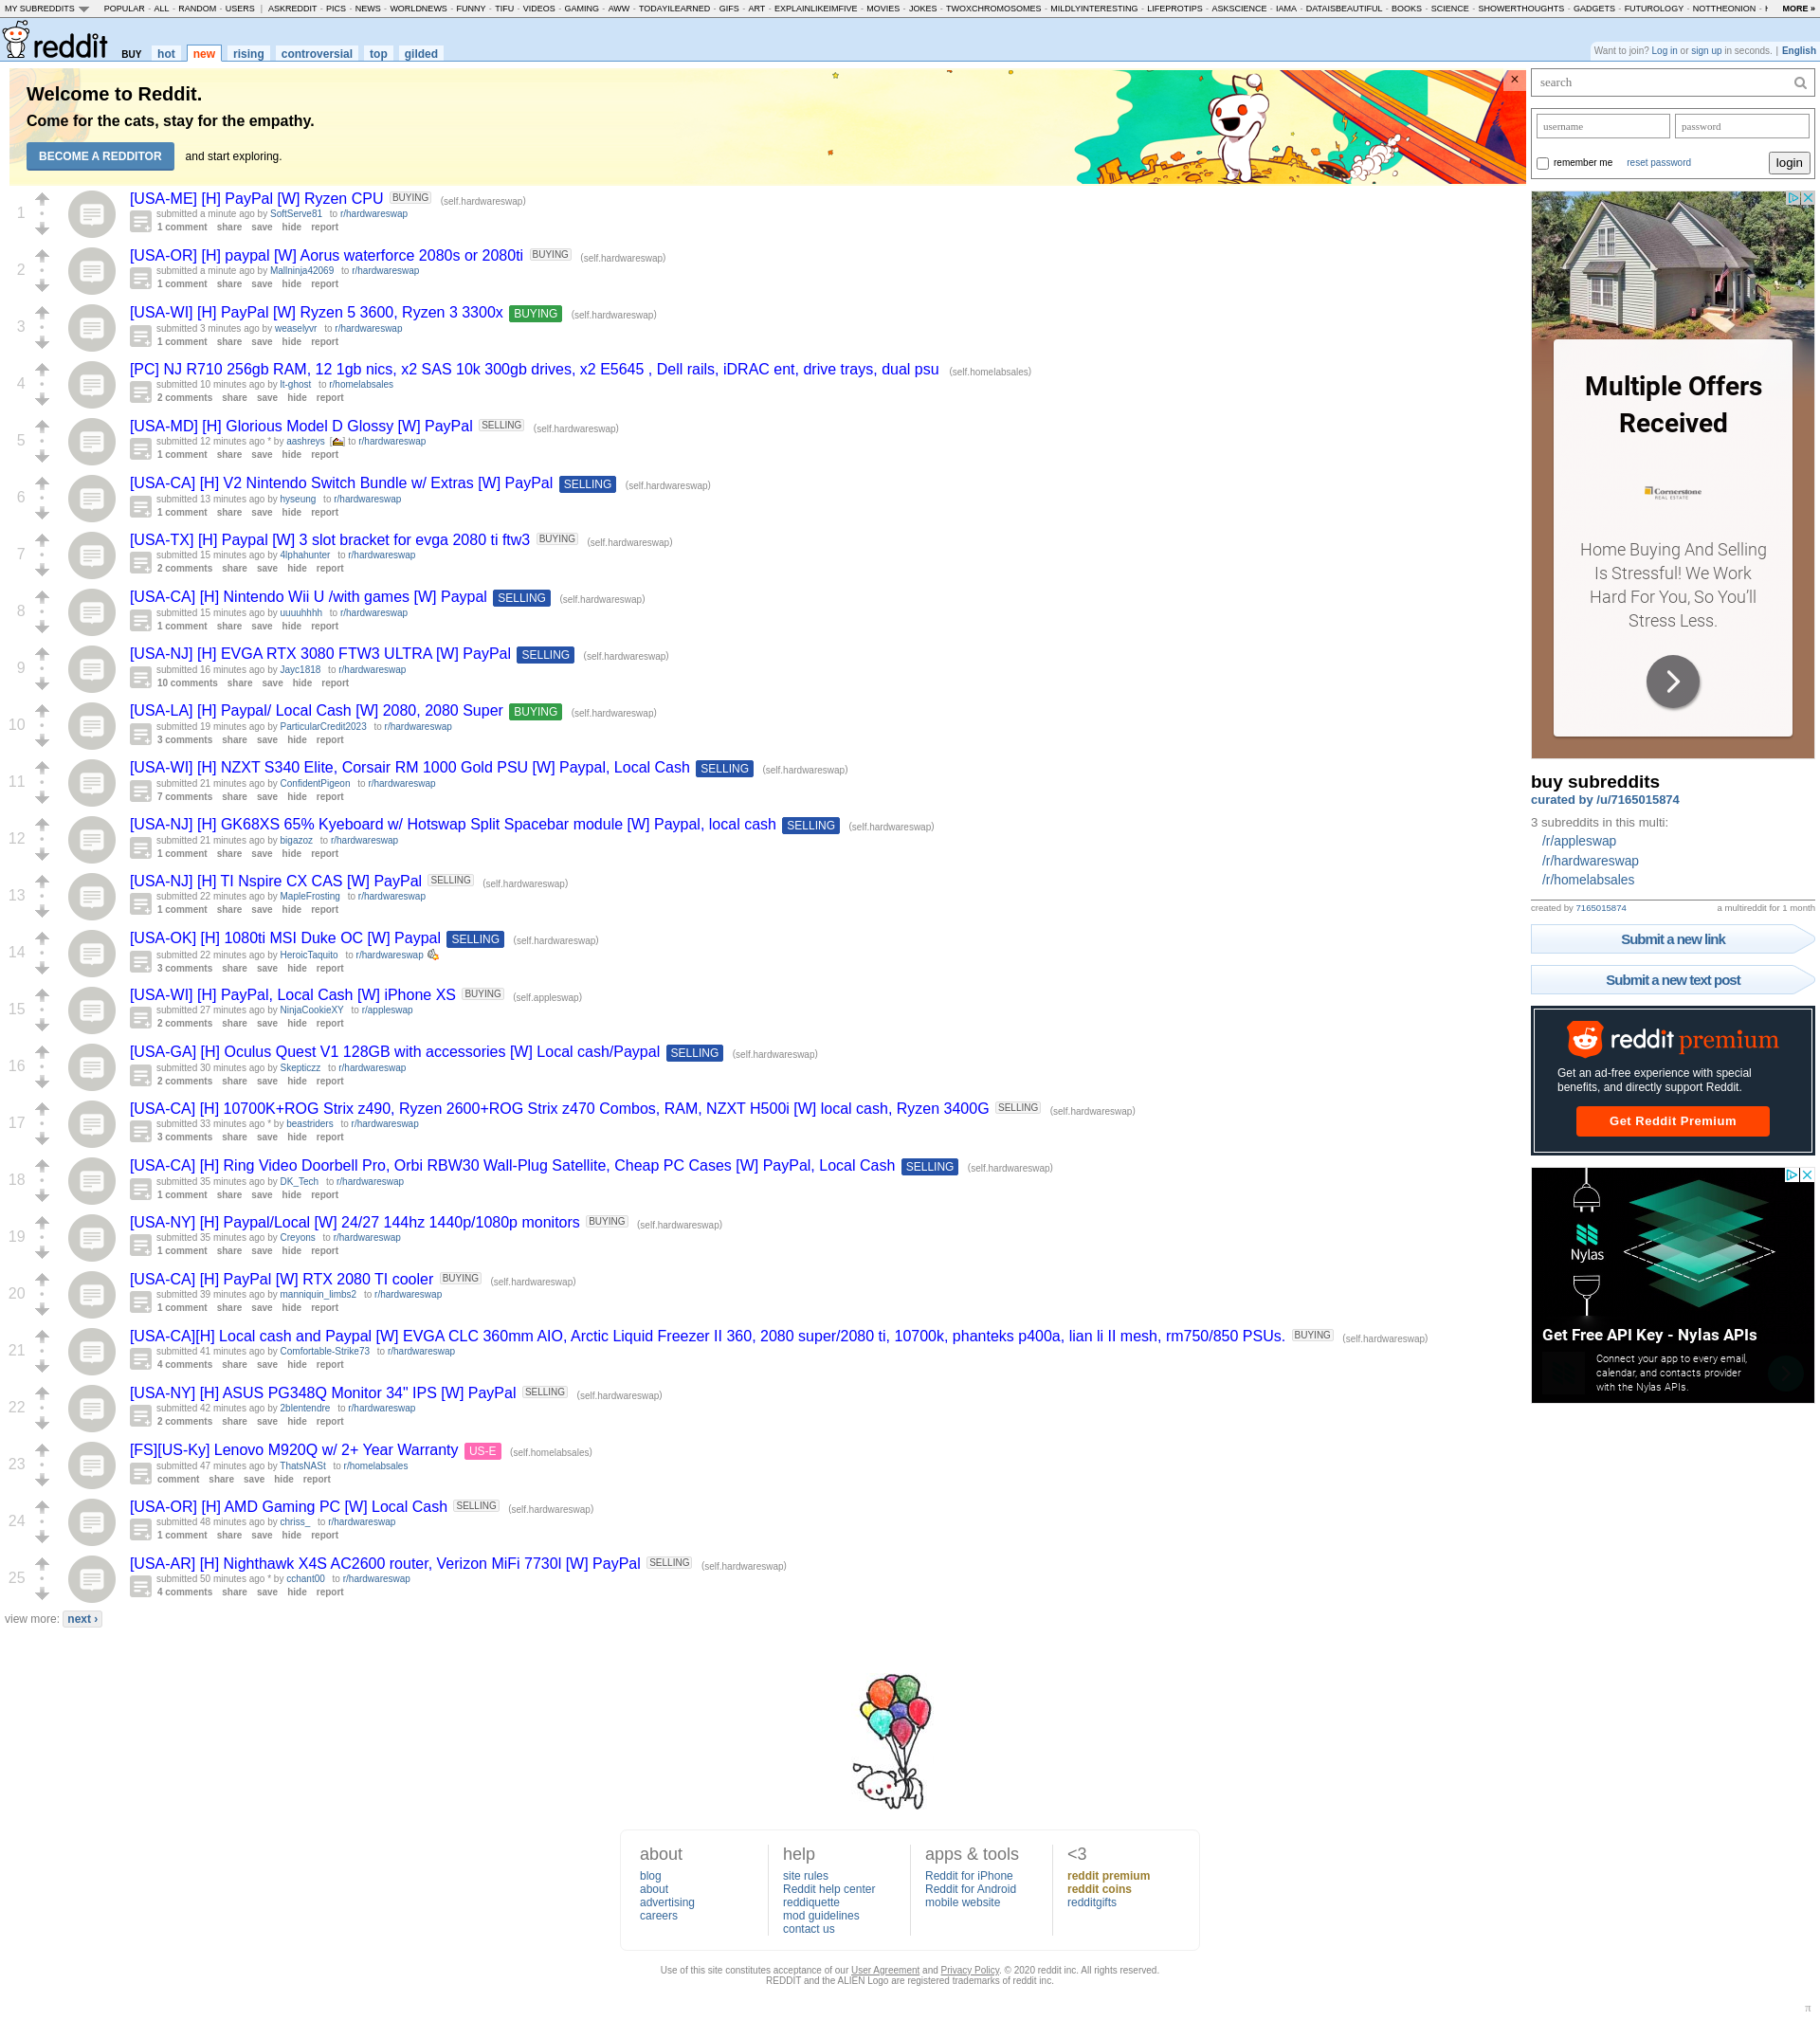 MY SUBREDDITS POPULAR - ALL - RANDOM - USERS | ASKREDDIT - PICS - NEWS - WORLDNEWS - FUNNY - TIFU - VIDEOS - GAMING - AWW - TODAYILEARNED - GIFS - ART - EXPLAINLIKEIMFIVE - MOVIES - JOKES - TWOXCHROMOSOMES - MILDLYINTERESTING - LIFEPROTIPS - ASKSCIENCE - IAMA - DATAISBEAUTIFUL - BOOKS - SCIENCE - SHOWERTHOUGHTS - GADGETS - FUTUROLOGY - NOTTHEONION - MORE »
reddit BUY hot new rising controversial top gilded
Want to join? Log in or sign up in seconds. | English
Welcome to Reddit.
Come for the cats, stay for the empathy.
BECOME A REDDITOR and start exploring.
×
1
[USA-ME] [H] PayPal [W] Ryzen CPU BUYING (self.hardwareswap)
submitted a minute ago by SoftServe81 to r/hardwareswap
1 comment share save hide report
2
[USA-OR] [H] paypal [W] Aorus waterforce 2080s or 2080ti BUYING (self.hardwareswap)
submitted a minute ago by Mallninja42069 to r/hardwareswap
1 comment share save hide report
3
[USA-WI] [H] PayPal [W] Ryzen 5 3600, Ryzen 3 3300x BUYING (self.hardwareswap)
submitted 3 minutes ago by weaselyvr to r/hardwareswap
1 comment share save hide report
4
[PC] NJ R710 256gb RAM, 12 1gb nics, x2 SAS 10k 300gb drives, x2 E5645 , Dell rails, iDRAC ent, drive trays, dual psu (self.homelabsales)
submitted 10 minutes ago by lt-ghost to r/homelabsales
2 comments share save hide report
5
[USA-MD] [H] Glorious Model D Glossy [W] PayPal SELLING (self.hardwareswap)
submitted 12 minutes ago * by aashreys [] to r/hardwareswap
1 comment share save hide report
6
[USA-CA] [H] V2 Nintendo Switch Bundle w/ Extras [W] PayPal SELLING (self.hardwareswap)
submitted 13 minutes ago by hyseung to r/hardwareswap
1 comment share save hide report
7
[USA-TX] [H] Paypal [W] 3 slot bracket for evga 2080 ti ftw3 BUYING (self.hardwareswap)
submitted 15 minutes ago by 4lphahunter to r/hardwareswap
2 comments share save hide report
8
[USA-CA] [H] Nintendo Wii U /with games [W] Paypal SELLING (self.hardwareswap)
submitted 15 minutes ago by uuuuhhhh to r/hardwareswap
1 comment share save hide report
9
[USA-NJ] [H] EVGA RTX 3080 FTW3 ULTRA [W] PayPal SELLING (self.hardwareswap)
submitted 16 minutes ago by Jayc1818 to r/hardwareswap
10 comments share save hide report
10
[USA-LA] [H] Paypal/ Local Cash [W] 2080, 2080 Super BUYING (self.hardwareswap)
submitted 19 minutes ago by ParticularCredit2023 to r/hardwareswap
3 comments share save hide report
11
[USA-WI] [H] NZXT S340 Elite, Corsair RM 1000 Gold PSU [W] Paypal, Local Cash SELLING (self.hardwareswap)
submitted 21 minutes ago by ConfidentPigeon to r/hardwareswap
7 comments share save hide report
12
[USA-NJ] [H] GK68XS 65% Kyeboard w/ Hotswap Split Spacebar module [W] Paypal, local cash SELLING (self.hardwareswap)
submitted 21 minutes ago by bigazoz to r/hardwareswap
1 comment share save hide report
13
[USA-NJ] [H] TI Nspire CX CAS [W] PayPal SELLING (self.hardwareswap)
submitted 22 minutes ago by MapleFrosting to r/hardwareswap
1 comment share save hide report
14
[USA-OK] [H] 1080ti MSI Duke OC [W] Paypal SELLING (self.hardwareswap)
submitted 22 minutes ago by HeroicTaquito to r/hardwareswap
3 comments share save hide report
15
[USA-WI] [H] PayPal, Local Cash [W] iPhone XS BUYING (self.appleswap)
submitted 27 minutes ago by NinjaCookieXY to r/appleswap
2 comments share save hide report
16
[USA-GA] [H] Oculus Quest V1 128GB with accessories [W] Local cash/Paypal SELLING (self.hardwareswap)
submitted 30 minutes ago by Skepticzz to r/hardwareswap
2 comments share save hide report
17
[USA-CA] [H] 10700K+ROG Strix z490, Ryzen 2600+ROG Strix z470 Combos, RAM, NZXT H500i [W] local cash, Ryzen 3400G SELLING (self.hardwareswap)
submitted 33 minutes ago * by beastriders to r/hardwareswap
3 comments share save hide report
18
[USA-CA] [H] Ring Video Doorbell Pro, Orbi RBW30 Wall-Plug Satellite, Cheap PC Cases [W] PayPal, Local Cash SELLING (self.hardwareswap)
submitted 35 minutes ago by DK_Tech to r/hardwareswap
1 comment share save hide report
19
[USA-NY] [H] Paypal/Local [W] 24/27 144hz 1440p/1080p monitors BUYING (self.hardwareswap)
submitted 35 minutes ago by Creyons to r/hardwareswap
1 comment share save hide report
20
[USA-CA] [H] PayPal [W] RTX 2080 TI cooler BUYING (self.hardwareswap)
submitted 39 minutes ago by manniquin_limbs2 to r/hardwareswap
1 comment share save hide report
21
[USA-CA][H] Local cash and Paypal [W] EVGA CLC 360mm AIO, Arctic Liquid Freezer II 360, 2080 super/2080 ti, 10700k, phanteks p400a, lian li II mesh, rm750/850 PSUs. BUYING (self.hardwareswap)
submitted 41 minutes ago by Comfortable-Strike73 to r/hardwareswap
4 comments share save hide report
22
[USA-NY] [H] ASUS PG348Q Monitor 34" IPS [W] PayPal SELLING (self.hardwareswap)
submitted 42 minutes ago by 2blentendre to r/hardwareswap
2 comments share save hide report
23
[FS][US-Ky] Lenovo M920Q w/ 2+ Year Warranty US-E (self.homelabsales)
submitted 47 minutes ago by ThatsNASt to r/homelabsales
comment share save hide report
24
[USA-OR] [H] AMD Gaming PC [W] Local Cash SELLING (self.hardwareswap)
submitted 48 minutes ago by chriss_ to r/hardwareswap
1 comment share save hide report
25
[USA-AR] [H] Nighthawk X4S AC2600 router, Verizon MiFi 7730l [W] PayPal SELLING (self.hardwareswap)
submitted 50 minutes ago * by cchant00 to r/hardwareswap
4 comments share save hide report
view more: next ›
search
username password
remember me reset password login
Multiple Offers
Received
Cornerstone
REAL ESTATE
Home Buying And Selling
Is Stressful! We Work
Hard For You, So You'll
Stress Less.
buy subreddits
curated by /u/7165015874
3 subreddits in this multi:
/r/appleswap
/r/hardwareswap
/r/homelabsales
created by 7165015874 a multireddit for 1 month
Submit a new link
Submit a new text post
reddit premium
Get an ad-free experience with special
benefits, and directly support Reddit.
Get Reddit Premium
Nylas
Get Free API Key - Nylas APIs
Connect your app to every email,
calendar, and contacts provider
with the Nylas APIs.
about
blog
about
advertising
careers
help
site rules
Reddit help center
reddiquette
mod guidelines
contact us
apps & tools
Reddit for iPhone
Reddit for Android
mobile website
<3
reddit premium
reddit coins
redditgifts
Use of this site constitutes acceptance of our User Agreement and Privacy Policy. © 2020 reddit inc. All rights reserved.
REDDIT and the ALIEN Logo are registered trademarks of reddit inc.
π